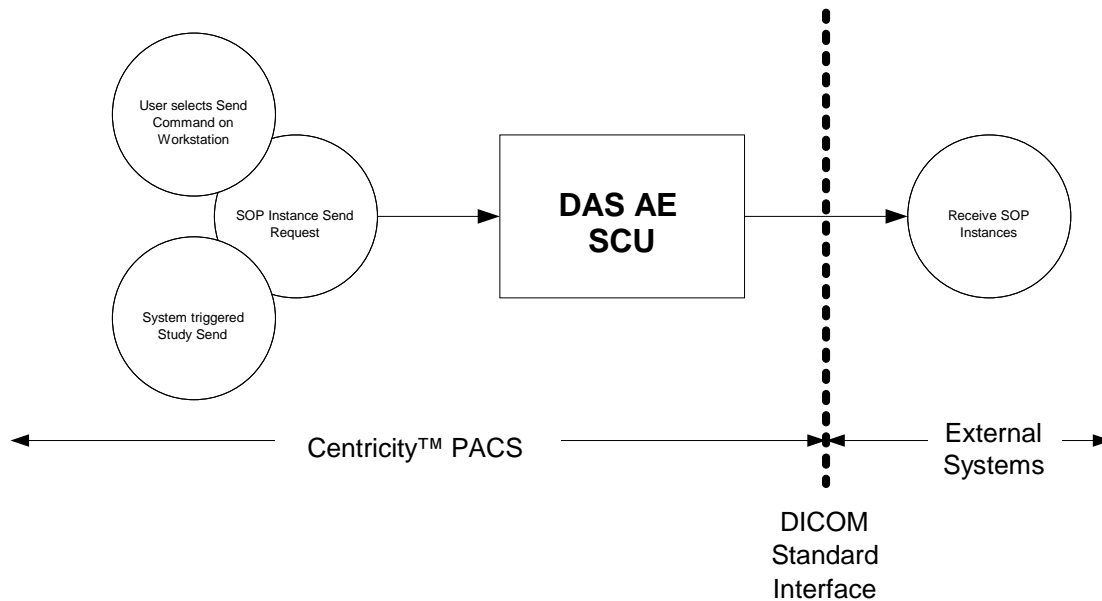 User selects Send
Command on
Workstation
SOP Instance Send
Request
System triggered
Study Send
DAS AE
SCU
Receive SOP
Instances
Centricity™ PACS
External
Systems
DICOM
Standard
Interface